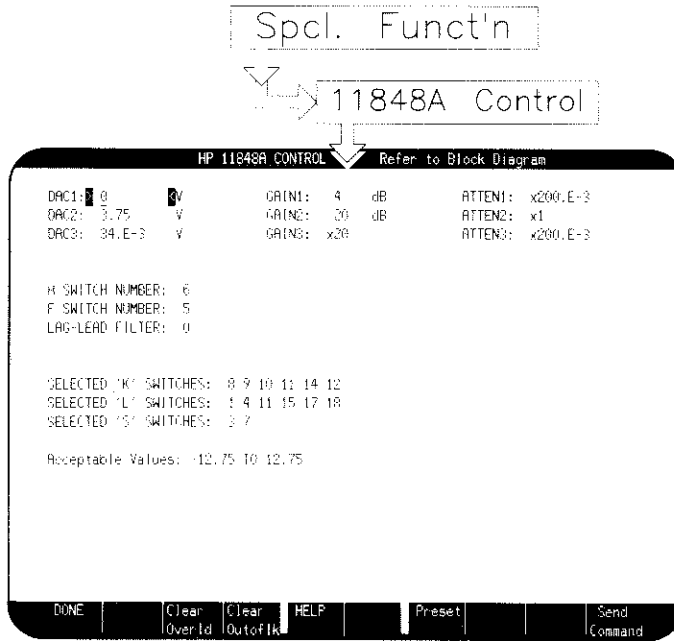 Spcl. Funct'n
11848A Control
HP 11848A CONTROL Refer to Block Diagram
DAC1: > 0 <V GAIN1: 4 dB ATTEN1: x200.E-3
DAC2: 3.75 V GAIN2: 20 dB ATTEN2: x1
DAC3: 34.E-3 V GAIN3: x20 ATTEN3: x200.E-3
SWITCH NUMBER: 6
F SWITCH NUMBER: 5
LAG-LEAD FILTER: 0
SELECTED 'K' SWITCHES: 8 9 10 11 14 12
SELECTED 'L' SWITCHES: 1 4 11 15 17 18
SELECTED 'S' SWITCHES: 3 7
Acceptable Values: -12.75 TO 12.75
DONE Clear Overld Clear Outoflk HELP Preset Send Command